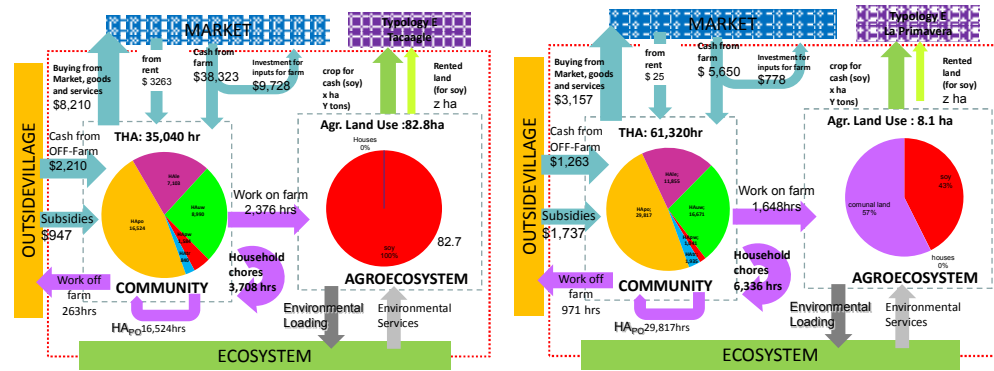 MARKET
Typology E
Tacaagle
Buying from
Market, goods
and services
$8,210
from
rent
$ 3263
Cash from
farm
$38,323
Investment for
inputs for farm
$9,728
crop for
cash (soy)
x ha
Y tons)
Rented
land
(for soy)
z ha
OUTSIDEVILLAGE
Cash from
OFF-Farm
$2,210
Subsidies
$947
Work off
farm
263hrs
THA: 35,040 hr
HAle
7,103
HApo
16,524
Work on farm
2,376 hrs
Household
chores
3,708 hrs
COMMUNITY
HAPO16,524hrs
Agr. Land Use :82.8ha
Houses
0%
soy
100%
82.7
AGROECOSYSTEM
Environmental
Loading
Environmental
Services
ECOSYSTEM
MARKET
Typology E
La Primavera
Buying from
Market, goods
and services
$3,157
from
rent
$ 25
Cash from
farm
$ 5,650
Investment for
inputs for farm
$778
crop for
cash (soy)
x ha
Y tons)
Rented
land
(for soy)
z ha
OUTSIDEVILLAGE
Cash from
OFF-Farm
$1,263
Subsidies
$1,737
Work off
farm
971 hrs
THA: 61,320hr
HAle;
11,855
HApo;
29,817
HAuw;
16,671
Work on farm
1,648hrs
Household
chores
6,336 hrs
COMMUNITY
HAPO29,817hrs
Agr. Land Use : 8.1 ha
soy
43%
comunal land
57%
houses
0%
AGROECOSYSTEM
Environmental
Loading
Environmental
Services
ECOSYSTEM